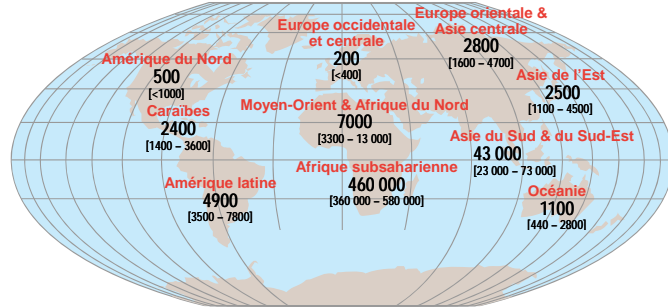 Europe orientale &
Asie centrale
2800
[1600 – 4700]
Europe occidentale
et centrale
200
[<400]
Amérique du Nord
500
[<1000]
Asie de l’Est
2500
[1100 – 4500]
Caraïbes
2400
[1400 – 3600]
Moyen-Orient & Afrique du Nord
7000
[3300 – 13 000]
Asie du Sud & du Sud-Est
43 000
[23 000 – 73 000]
Afrique subsaharienne
460 000
[360 000 – 580 000]
Amérique latine
4900
[3500 – 7800]
Océanie
1100
[440 – 2800]